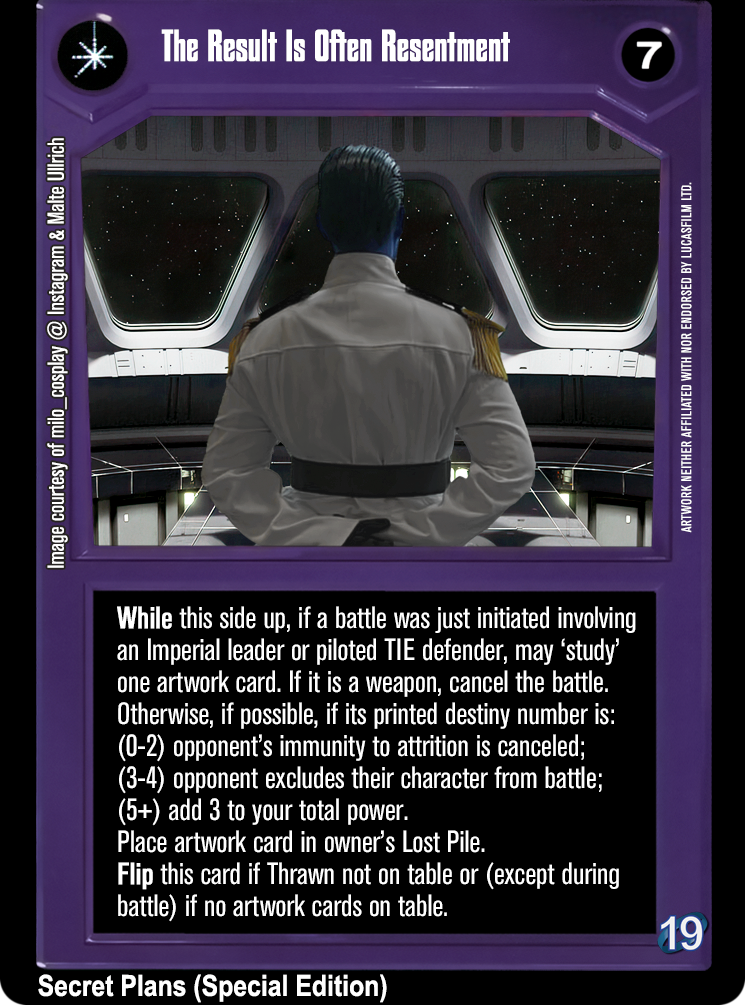 The Result Is Often Resentment
7
Image courtesy of milo_cosplay @ Instagram & Malte Ullrich
ARTWORK NEITHER AFFILIATED WITH NOR ENDORSED BY LUCASFILM LTD.
While this side up, if a battle was just initiated involving
an Imperial leader or piloted TIE defender, may ‘study’
one artwork card. If it is a weapon, cancel the battle.
Otherwise, if possible, if its printed destiny number is:
(0-2) opponent’s immunity to attrition is canceled;
(3-4) opponent excludes their character from battle;
(5+) add 3 to your total power.
Place artwork card in owner’s Lost Pile.
Flip this card if Thrawn not on table or (except during
battle) if no artwork cards on table.
19
Secret Plans (Special Edition)